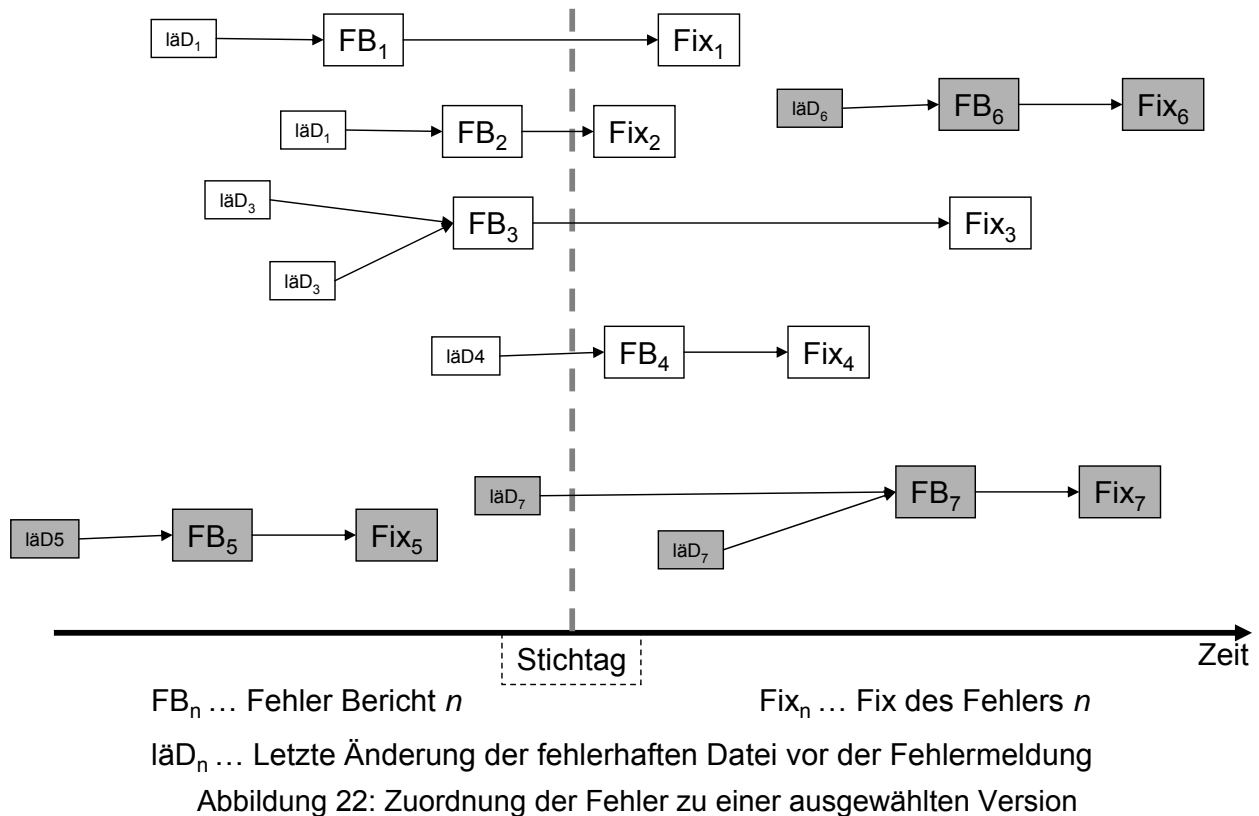 läD₁ FB₁ Fix₁
läD₆ FB₆ Fix₆
läD₁ FB₂ Fix₂
läD₃ FB₃ Fix₃
läD₃
läD4 FB₄ Fix₄
läD₇ FB₇ Fix₇
läD5 FB₅ Fix₅
läD₇
Stichtag
Zeit
FBₙ … Fehler Bericht n
Fixₙ … Fix des Fehlers n
läDₙ … Letzte Änderung der fehlerhaften Datei vor der Fehlermeldung
Abbildung 22: Zuordnung der Fehler zu einer ausgewählten Version